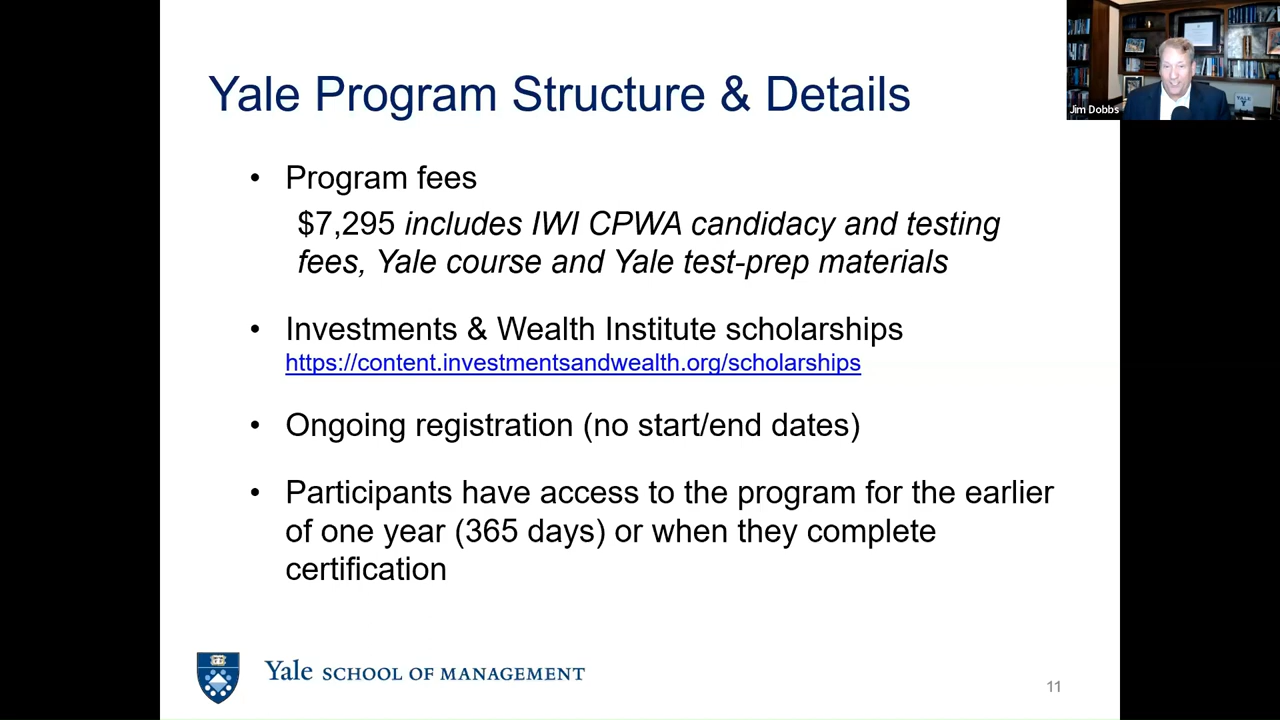 Yale Program Structure & Details
Jim Dobbs
• Program fees
$7,295 includes IWI CPWA candidacy and testing
fees, Yale course and Yale test-prep materials
• Investments & Wealth Institute scholarships
https://content.investmentsandwealth.org/scholarships
• Ongoing registration (no start/end dates)
• Participants have access to the program for the earlier
of one year (365 days) or when they complete
certification
Yale SCHOOL OF MANAGEMENT
11
YALE